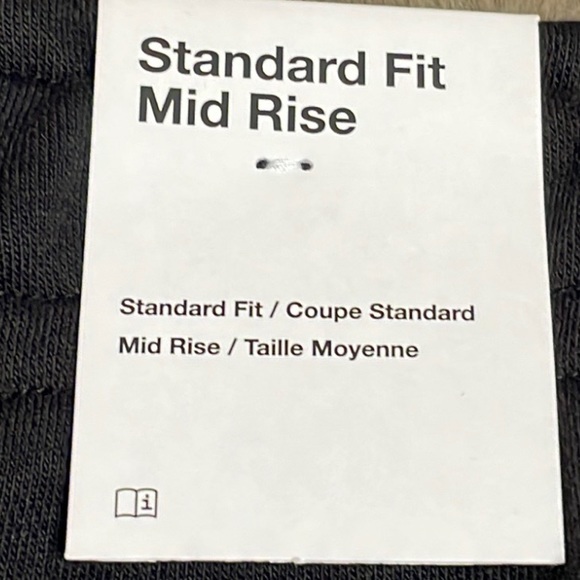 Standard Fit
Mid Rise
Standard Fit / Coupe Standard
Mid Rise / Taille Moyenne
i